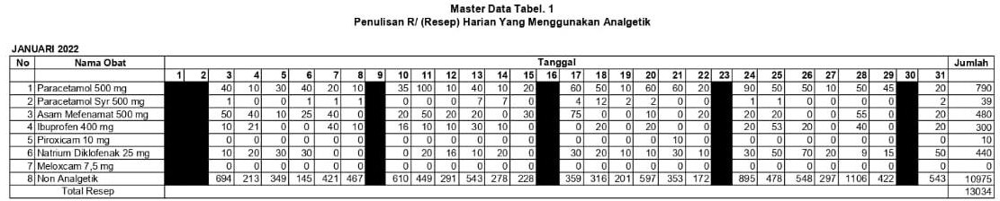 Master Data Tabel. 1
Penulisan R/ (Resep) Harian Yang Menggunakan Analgetik
JANUARI 2022
No Nama Obat Tanggal Jumlah
1 2 3 4 5 6 7 8 9 10 11 12 13 14 15 16 17 18 19 20 21 22 23 24 25 26 27 28 29 30 31
1 Paracetamol 500 mg 40 10 30 40 20 10 35 100 10 40 10 20 60 50 10 60 60 20 90 50 50 10 50 45 20 790
2 Paracetamol Syr 500 mg 1 0 0 1 1 1 0 0 0 7 7 0 4 12 2 2 0 0 1 1 0 0 0 0 2 39
3 Asam Mefenamat 500 mg 50 40 10 25 40 0 20 50 20 20 0 30 75 0 0 10 0 20 20 20 0 0 55 0 20 480
4 Ibuprofen 400 mg 10 21 0 0 40 10 16 10 10 30 10 0 0 20 0 20 0 0 20 53 20 0 40 0 20 300
5 Piroxicam 10 mg 0 0 0 0 0 0 0 0 0 0 0 0 0 0 0 0 10 0 0 0 0 0 0 0 0 10
6 Natrium Diklofenak 25 mg 10 20 30 30 0 0 0 20 16 10 20 0 30 20 10 10 30 10 30 50 70 20 9 15 50 440
7 Meloxcam 7,5 mg 0 0 0 0 0 0 0 0 0 0 0 0 0 0 0 0 0 0 0 0 0 0 0 0 0 0
8 Non Analgetik 694 213 349 145 421 467 610 449 291 543 278 228 359 316 201 597 353 172 895 478 548 297 1106 422 543 10975
Total Resep 13034